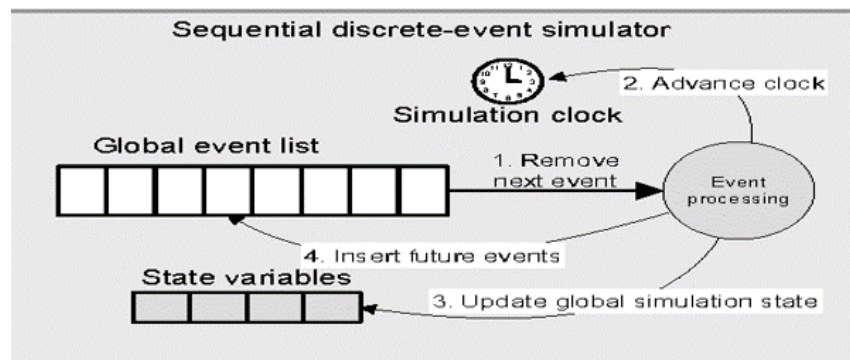 Sequential discrete-event simulator
2. Advance clock
Simulation clock
Global event list
1. Remove
next event
Event
processing
4. Insert future events
State variables
3. Update global simulation state